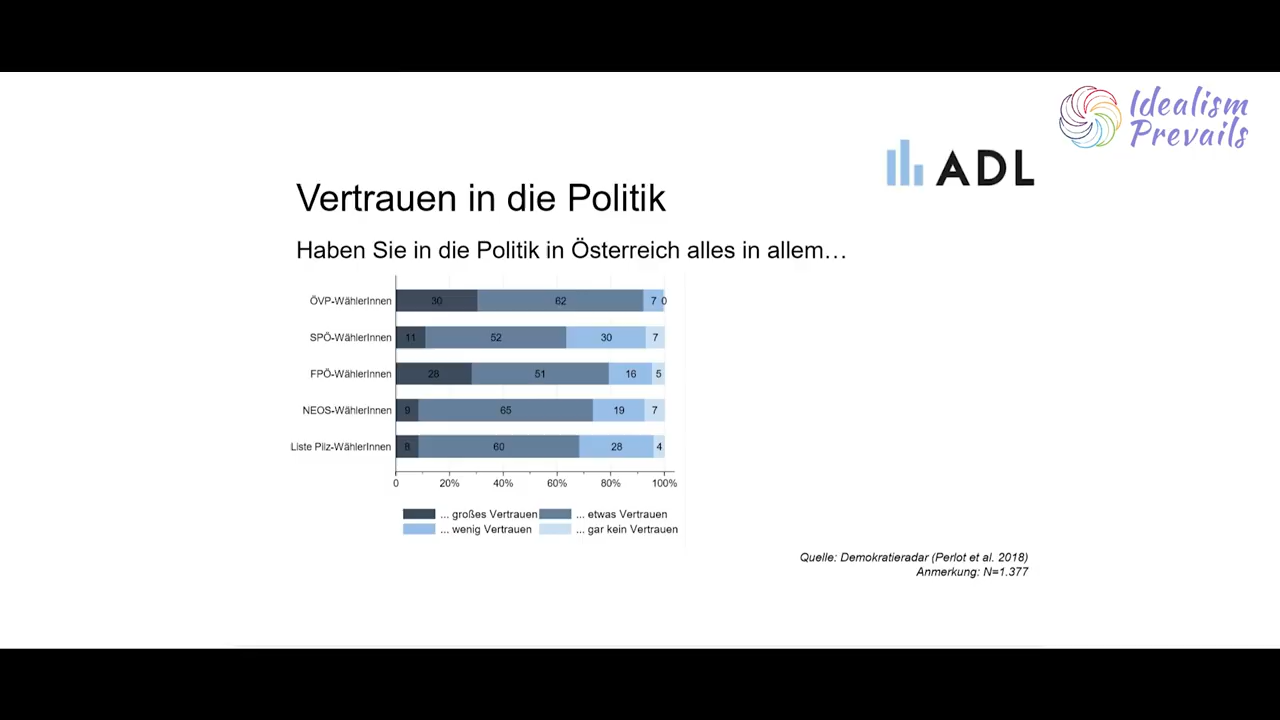 Idealism
Prevails
ADL
Vertrauen in die Politik
Haben Sie in die Politik in Österreich alles in allem…
ÖVP-WählerInnen 30 62 7 0
SPÖ-WählerInnen 11 52 30 7
FPÖ-WählerInnen 28 51 16 5
NEOS-WählerInnen 9 65 19 7
Liste Pilz-WählerInnen 8 60 28 4
0 20% 40% 60% 80% 100%
... großes Vertrauen ... etwas Vertrauen
... wenig Vertrauen ... gar kein Vertrauen
Quelle: Demokratieradar (Perlot et al. 2018)
Anmerkung: N=1.377